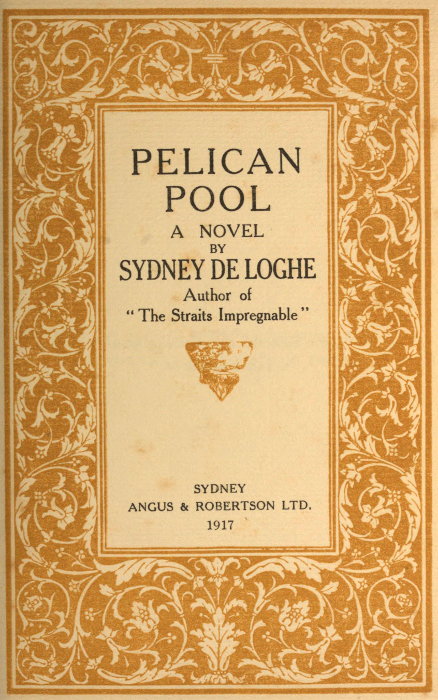 PELICAN
POOL
A NOVEL
BY
SYDNEY DE LOGHE
Author of
"The Straits Impregnable"
SYDNEY
ANGUS & ROBERTSON LTD.
1917